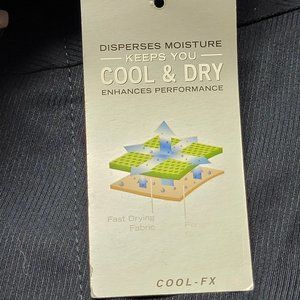 DISPERSES MOISTURE
KEEPS YOU
COOL & DRY
ENHANCES PERFORMANCE
Fast Drying
Fabric
COOL-FX